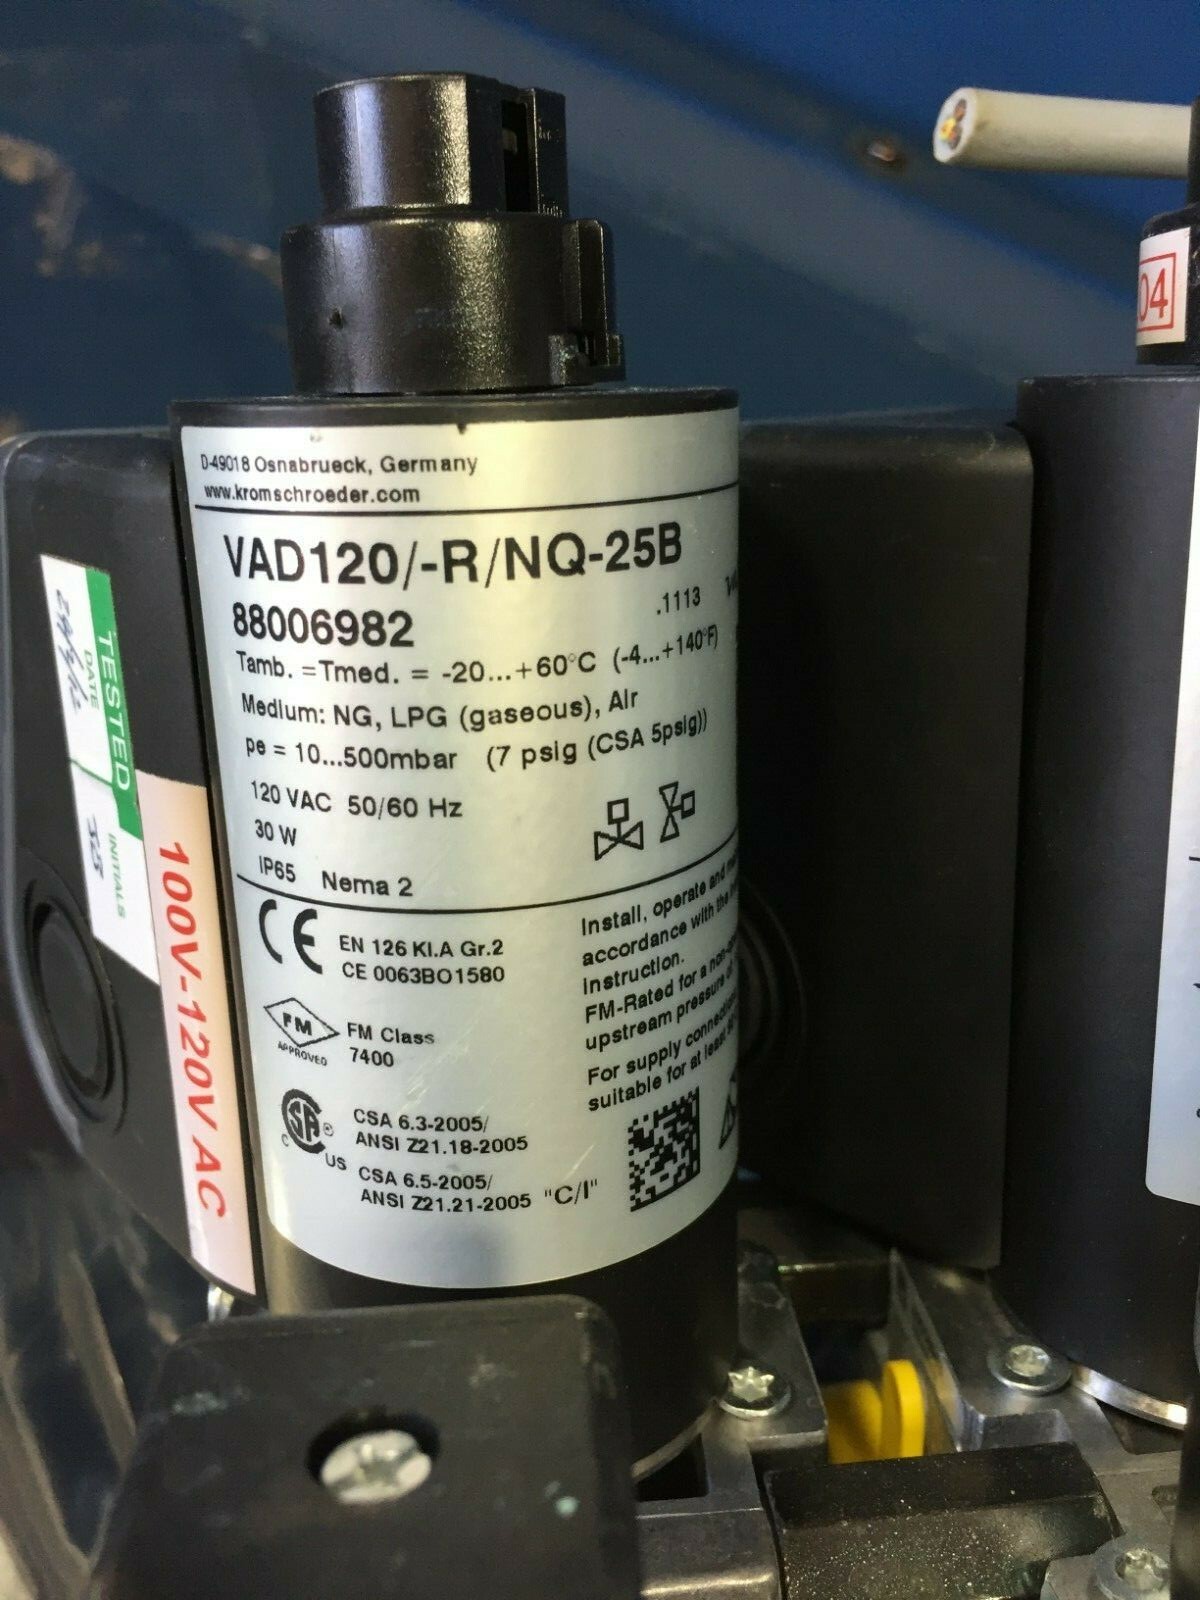 D-49018 Osnabrueck, Germany
www.kromschroeder.com
VAD120/-R/NQ-25B
88006982 .1113
Tamb. =Tmed. = -20...+60°C (-4...+140°F)
Medium: NG, LPG (gaseous), Air
pe = 10...500mbar (7 psig (CSA 5psig))
120 VAC 50/60 Hz
30 W
IP65 Nema 2
CE
EN 126 Kl.A Gr.2
CE 0063BO1580
FM
APPROVED
FM Class
7400
CSA 6.3-2005/
ANSI Z21.18-2005
CSA 6.5-2005/
ANSI Z21.21-2005 "C/I"
SA ®
C US
Install, operate and
accordance with the
instruction.
FM-Rated for a
upstream pressure
For supply
suitable for at least
TESTED
DATE
INITIALS
100V-120V AC
04